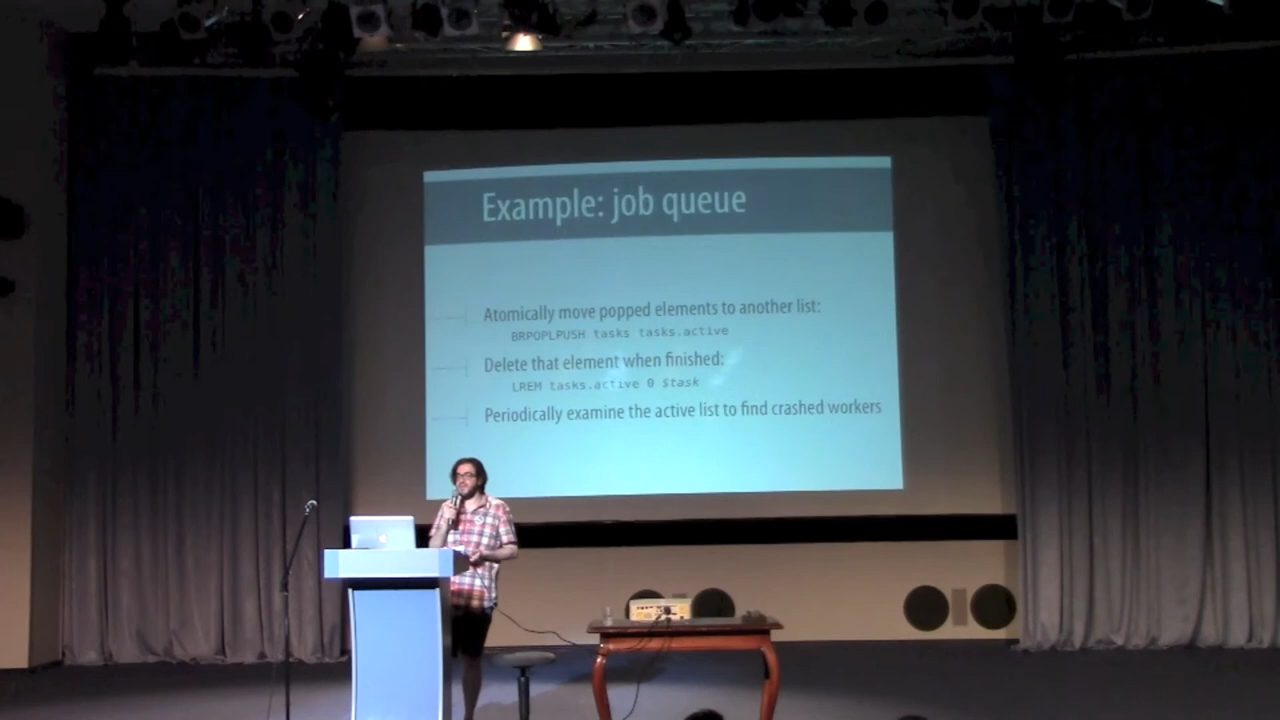 Example: job queue
Atomically move popped elements to another list:
BRPOPLPUSH tasks tasks.active
Delete that element when finished:
LREM tasks.active 0 $task
Periodically examine the active list to find crashed workers